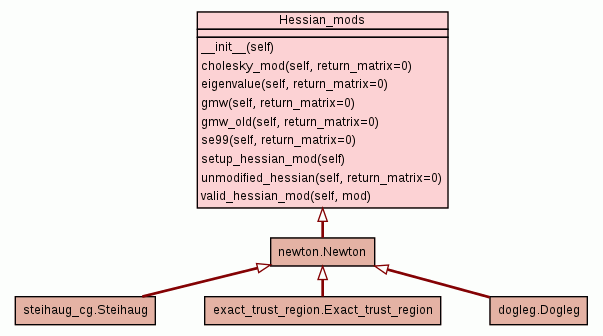 Hessian_mods
__init__(self)
cholesky_mod(self, return_matrix=0)
eigenvalue(self, return_matrix=0)
gmw(self, return_matrix=0)
gmw_old(self, return_matrix=0)
se99(self, return_matrix=0)
setup_hessian_mod(self)
unmodified_hessian(self, return_matrix=0)
valid_hessian_mod(self, mod)
newton.Newton
steihaug_cg.Steihaug
exact_trust_region.Exact_trust_region
dogleg.Dogleg